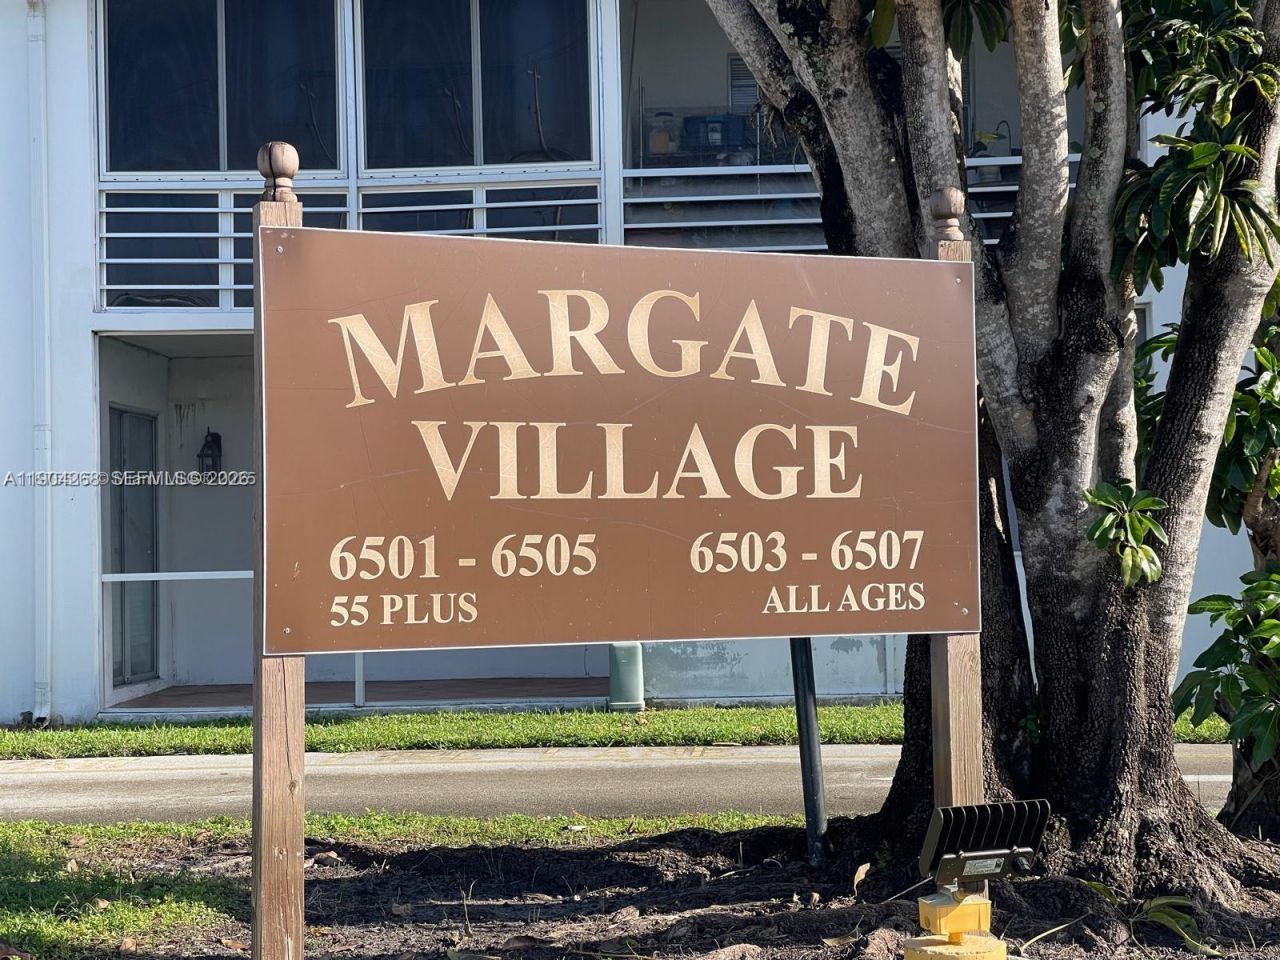 MARGATE
VILLAGE
6501 - 6505 6503 - 6507
55 PLUS ALL AGES